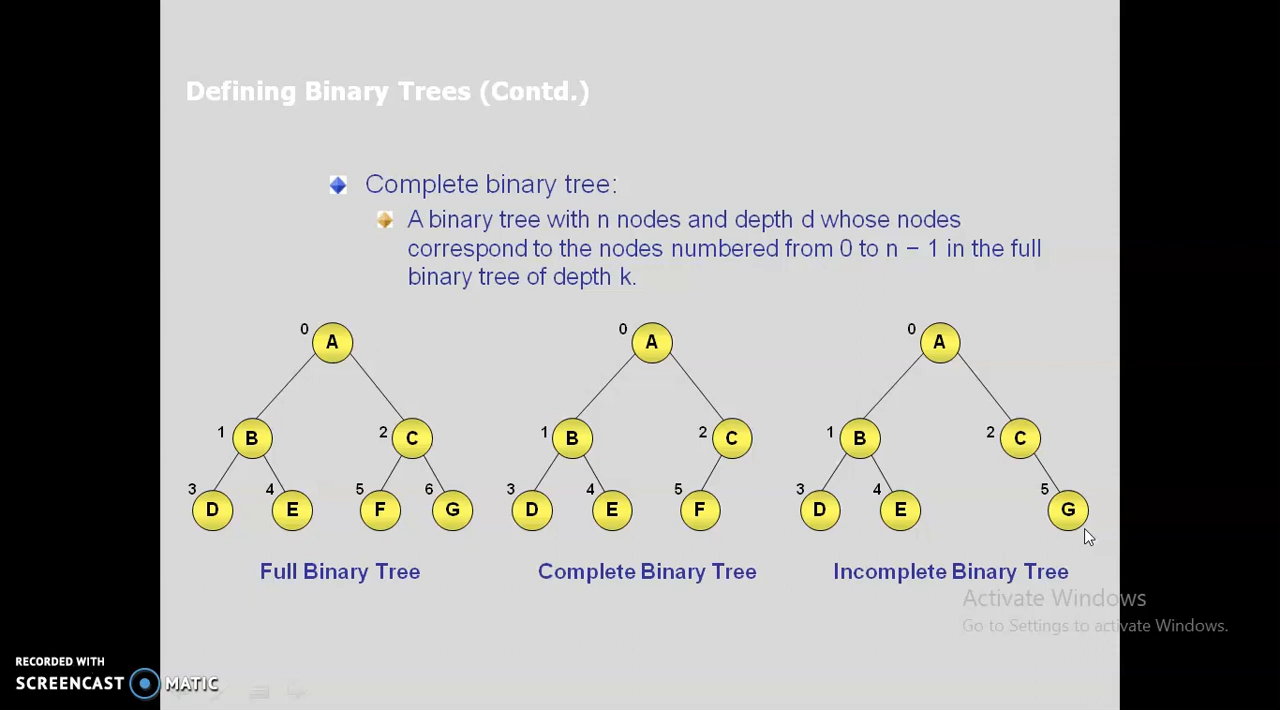 Defining Binary Trees (Contd.)
Complete binary tree:
A binary tree with n nodes and depth d whose nodes
correspond to the nodes numbered from 0 to n − 1 in the full
binary tree of depth k.
0 A
1 B 2 C
3 D 4 E 5 F 6 G
Full Binary Tree
0 A
1 B 2 C
3 D 4 E 5 F
Complete Binary Tree
0 A
1 B 2 C
3 D 4 E 5 G
Incomplete Binary Tree
Activate Windows
Go to Settings to activate Windows.
RECORDED WITH
SCREENCAST MATIC